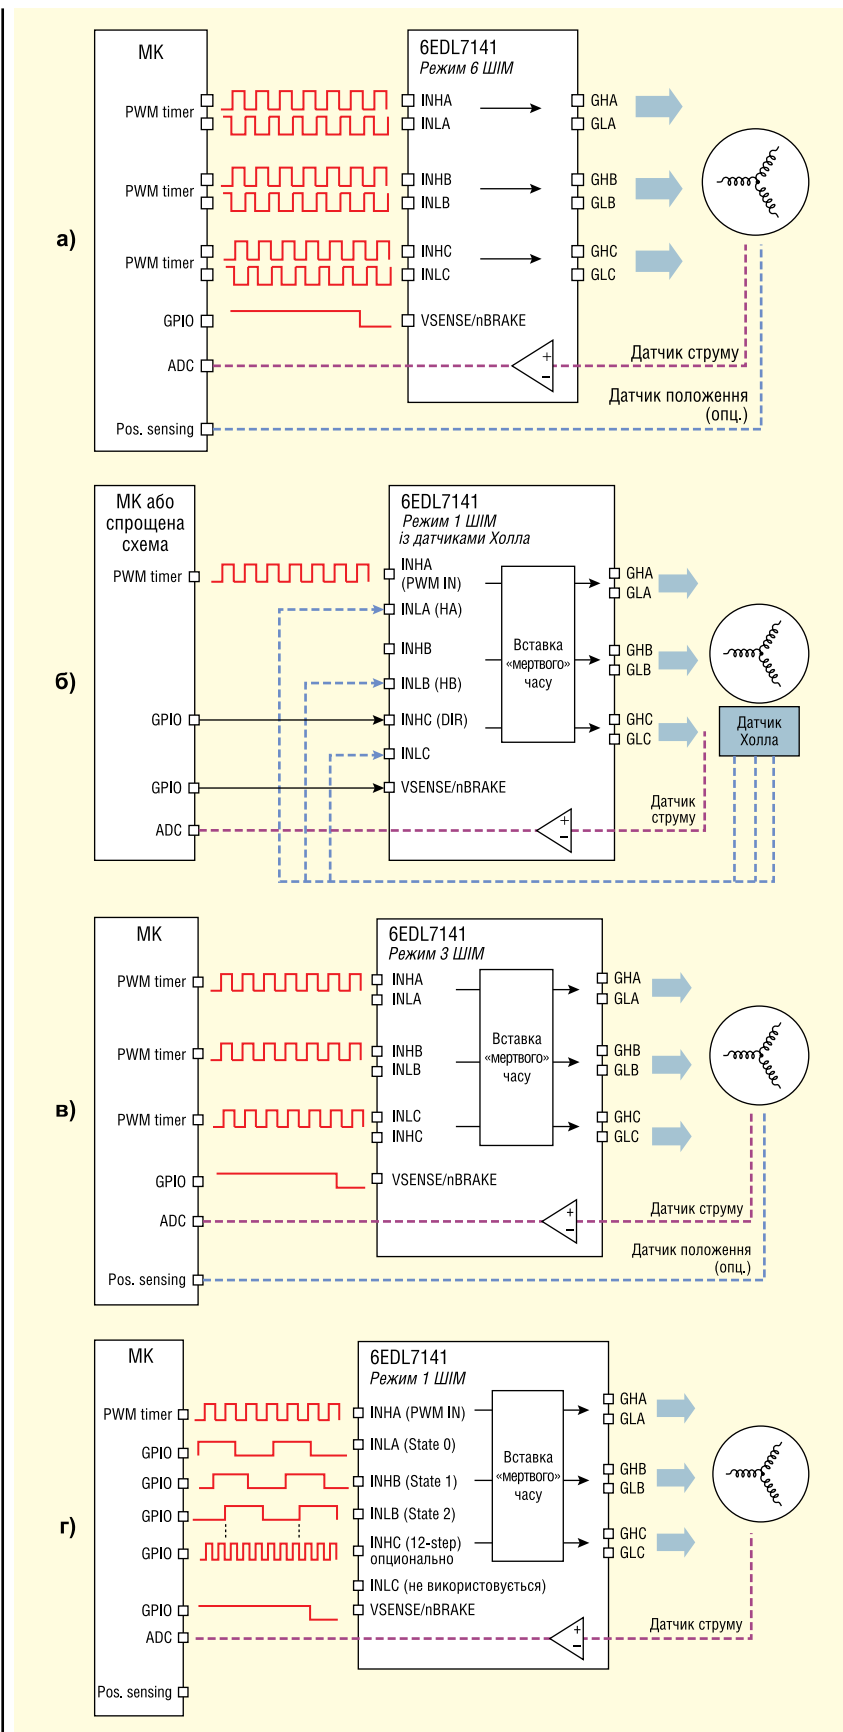 а)
МК
PWM timer
PWM timer
PWM timer
GPIO
ADC
Pos. sensing
6EDL7141
Режим 6 ШІМ
INHA
INLA
INHB
INLB
INHC
INLC
VSENSE/nBRAKE
+
−
GHA
GLA
GHB
GLB
GHC
GLC
Датчик струму
Датчик положення
(опц.)
б)
МК або
спрощена
схема
PWM timer
GPIO
GPIO
ADC
6EDL7141
Режим 1 ШІМ
із датчиками Холла
INHA
(PWM IN)
INLA (HA)
INHB
INLB (HB)
INHC (DIR)
INLC
VSENSE/nBRAKE
Вставка
«мертвого»
часу
+
−
GHA
GLA
GHB
GLB
GHC
GLC
Датчик
Холла
Датчик
струму
в)
МК
PWM timer
PWM timer
PWM timer
GPIO
ADC
Pos. sensing
6EDL7141
Режим 3 ШІМ
INHA
INLA
INHB
INLB
INLC
INHC
VSENSE/nBRAKE
Вставка
«мертвого»
часу
+
−
GHA
GLA
GHB
GLB
GHC
GLC
Датчик струму
Датчик положення
(опц.)
г)
МК
PWM timer
GPIO
GPIO
GPIO
GPIO
GPIO
ADC
Pos. sensing
6EDL7141
Режим 1 ШІМ
INHA (PWM IN)
INLA (State 0)
INHB (State 1)
INLB (State 2)
INHC (12-step)
опционально
INLC (не використовується)
VSENSE/nBRAKE
Вставка
«мертвого»
часу
+
−
GHA
GLA
GHB
GLB
GHC
GLC
Датчик струму